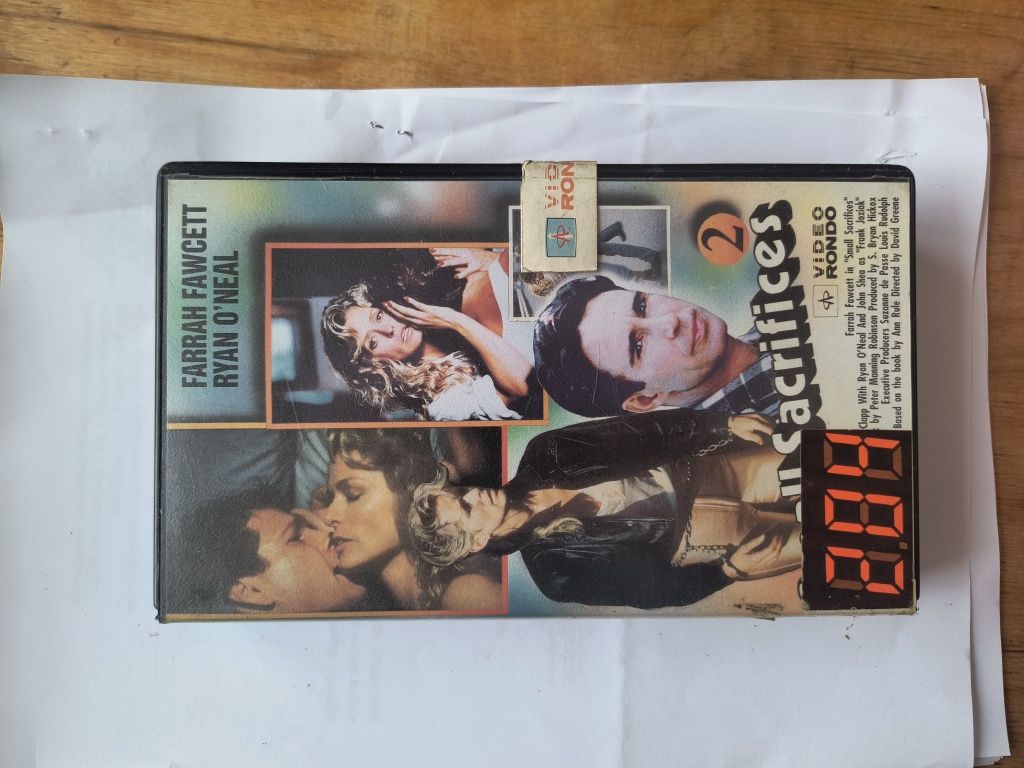 FARRAH FAWCETT
RYAN O'NEAL
VID
RON
2
ll Sacrifices
VIDEO
RONDO
Farrah Fawcett in "Small Sacrifices"
Clapp With Ryan O'Neal And John Shea as "Frank Joziak"
by Peter Manning Robinson Produced by S. Bryan Hickox
Executive Producers Suzanne de Passe Louis Rudolph
Based on the book by Ann Rule Directed by David Greene